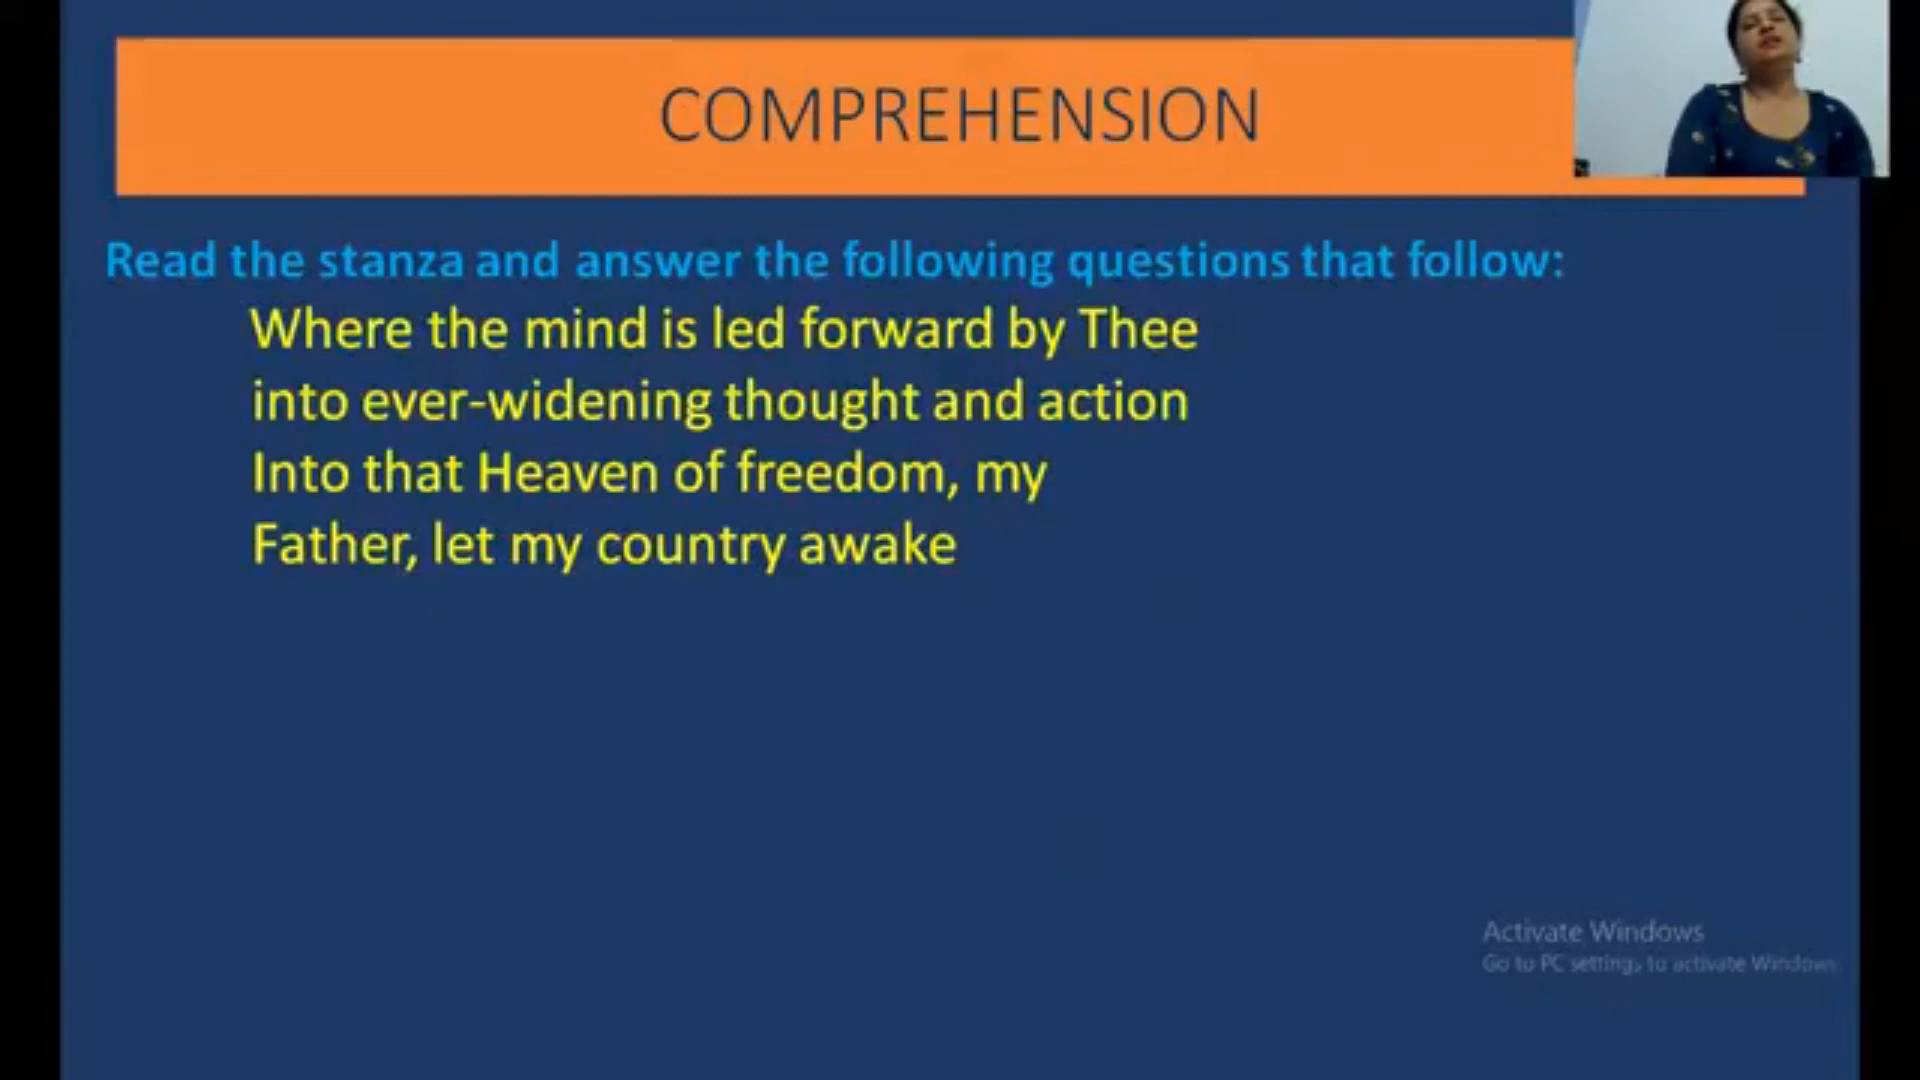 COMPREHENSION
Read the stanza and answer the following questions that follow:
Where the mind is led forward by Thee
into ever-widening thought and action
Into that Heaven of freedom, my
Father, let my country awake
Activate Windows
Go to PC settings to activate Windows.